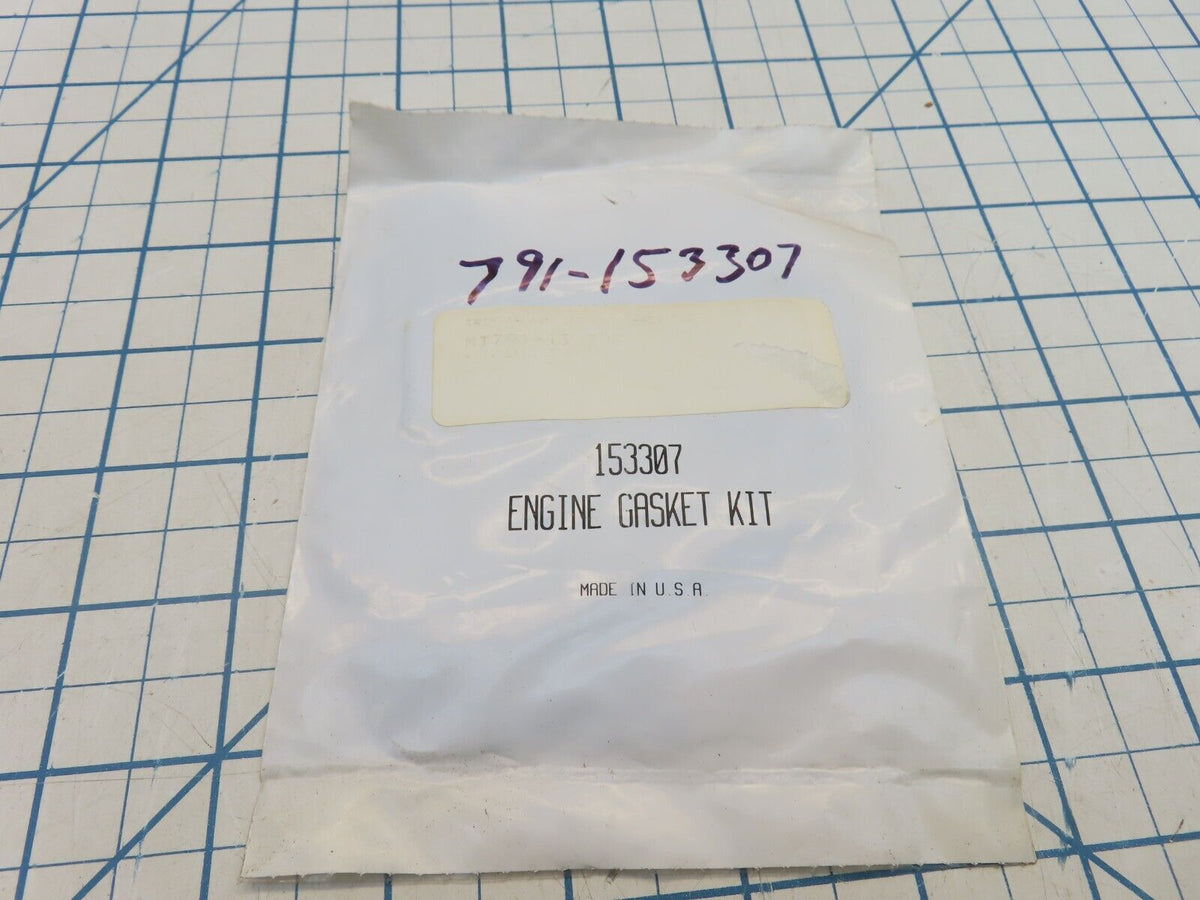 791-153307
153307
ENGINE GASKET KIT
MADE IN U.S.A.